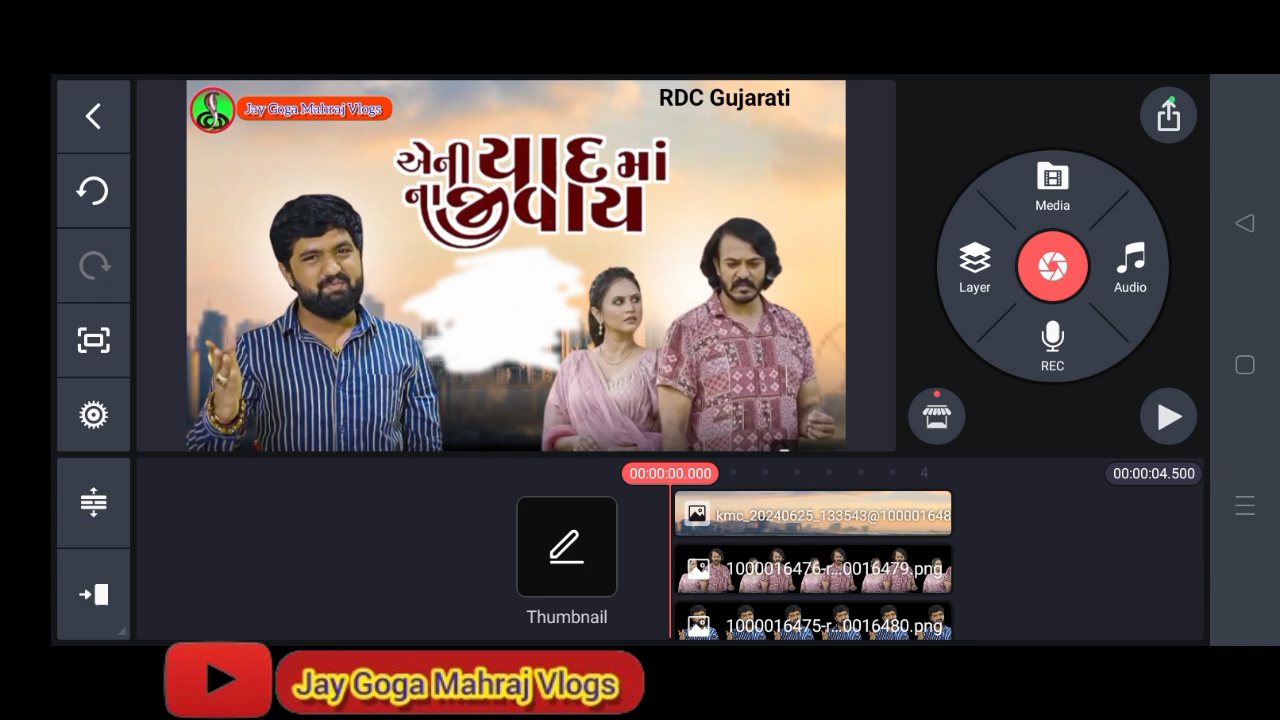 Jay Goga Mahraj Vlogs
RDC Gujarati
એની યાદ માં
ના જીવાય
Media
Layer
Audio
REC
00:00:00.000
4
00:00:04.500
kmc_20240625_133543@100001648
1000016476-r...0016479.png
Thumbnail
1000016475-r...0016480.png
Jay Goga Mahraj Vlogs